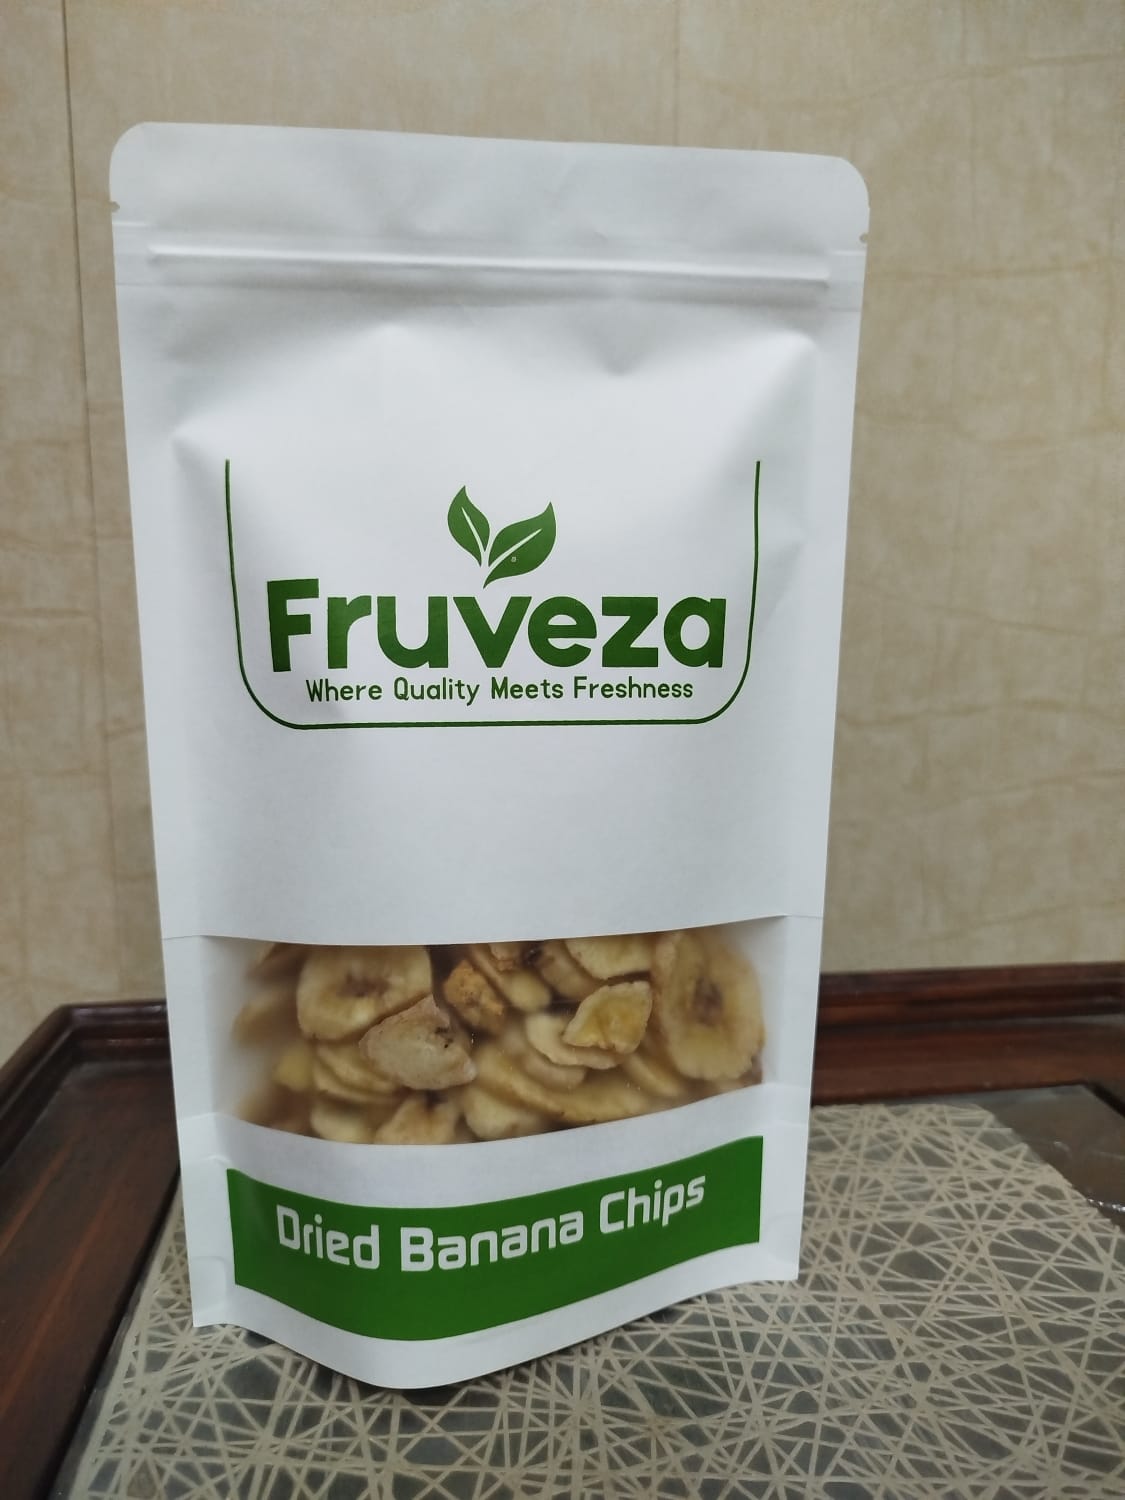 Fruveza
Where Quality Meets Freshness
Dried Banana Chips